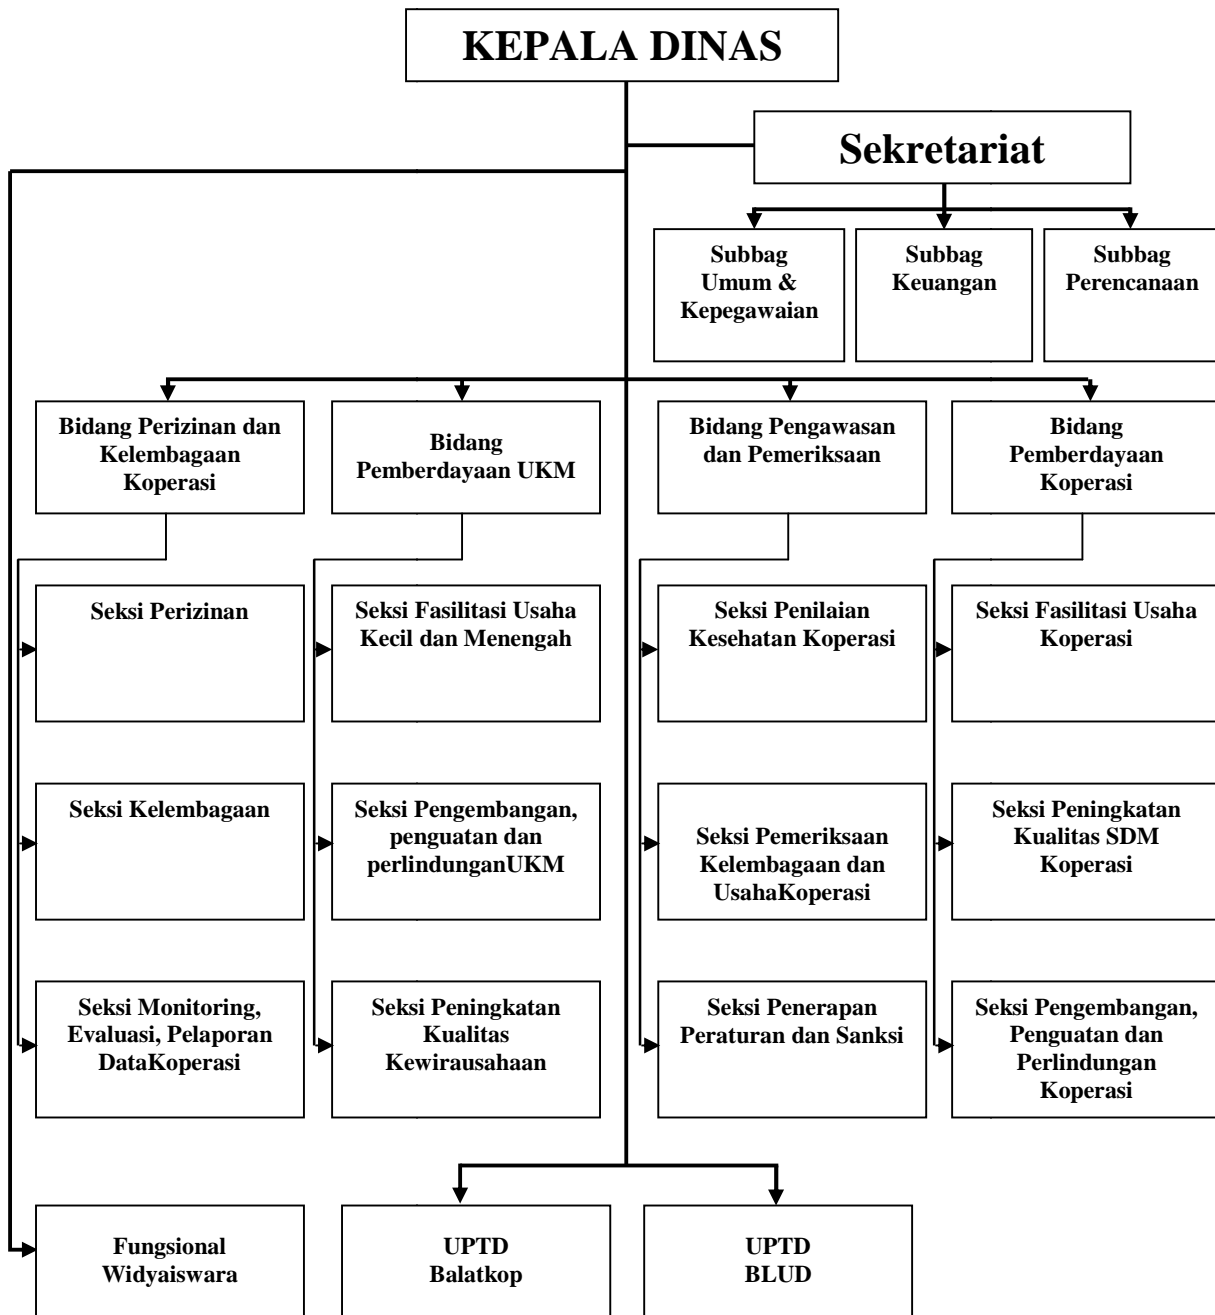 KEPALA DINAS
Sekretariat
Subbag
Umum &
Kepegawaian
Subbag
Keuangan
Subbag
Perencanaan
Bidang Perizinan dan
Kelembagaan
Koperasi
Bidang
Pemberdayaan UKM
Bidang Pengawasan
dan Pemeriksaan
Bidang
Pemberdayaan
Koperasi
Seksi Perizinan
Seksi Fasilitasi Usaha
Kecil dan Menengah
Seksi Penilaian
Kesehatan Koperasi
Seksi Fasilitasi Usaha
Koperasi
Seksi Kelembagaan
Seksi Pengembangan,
penguatan dan
perlindunganUKM
Seksi Pemeriksaan
Kelembagaan dan
UsahaKoperasi
Seksi Peningkatan
Kualitas SDM
Koperasi
Seksi Monitoring,
Evaluasi, Pelaporan
DataKoperasi
Seksi Peningkatan
Kualitas
Kewirausahaan
Seksi Penerapan
Peraturan dan Sanksi
Seksi Pengembangan,
Penguatan dan
Perlindungan
Koperasi
Fungsional
Widyaiswara
UPTD
Balatkop
UPTD
BLUD